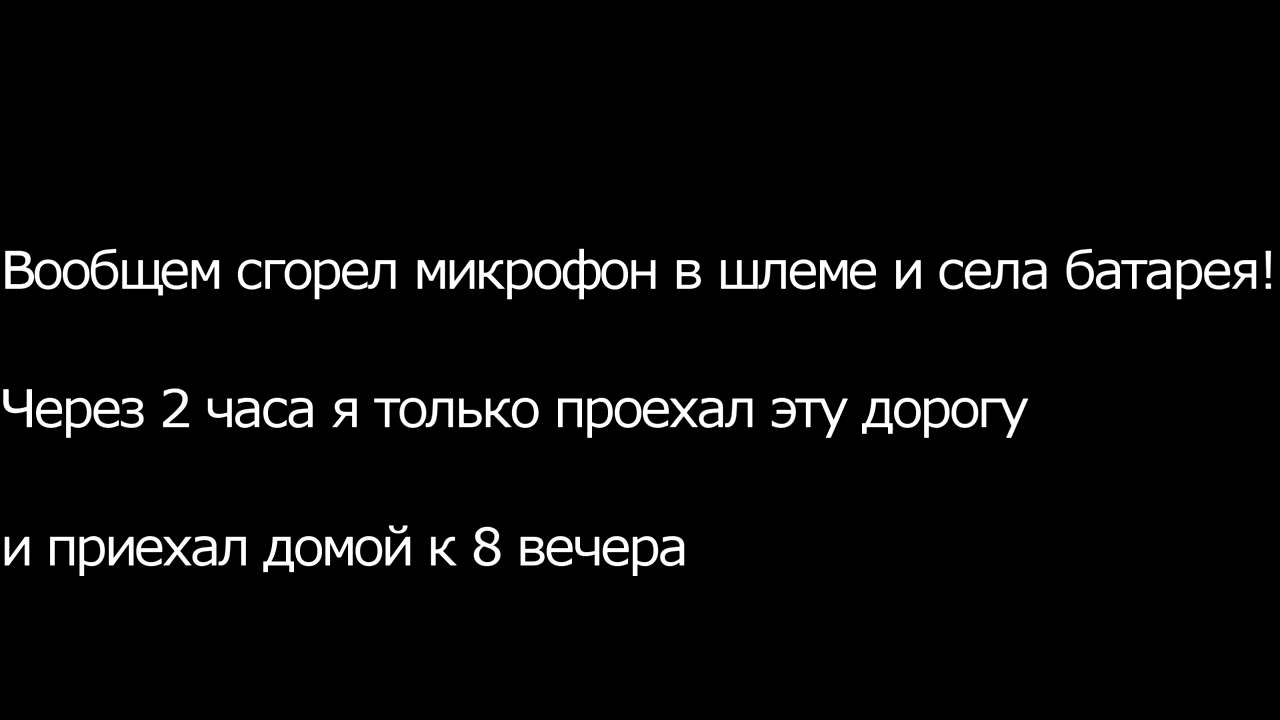 Вообщем сгорел микрофон в шлеме и села батарея!
Через 2 часа я только проехал эту дорогу
и приехал домой к 8 вечера